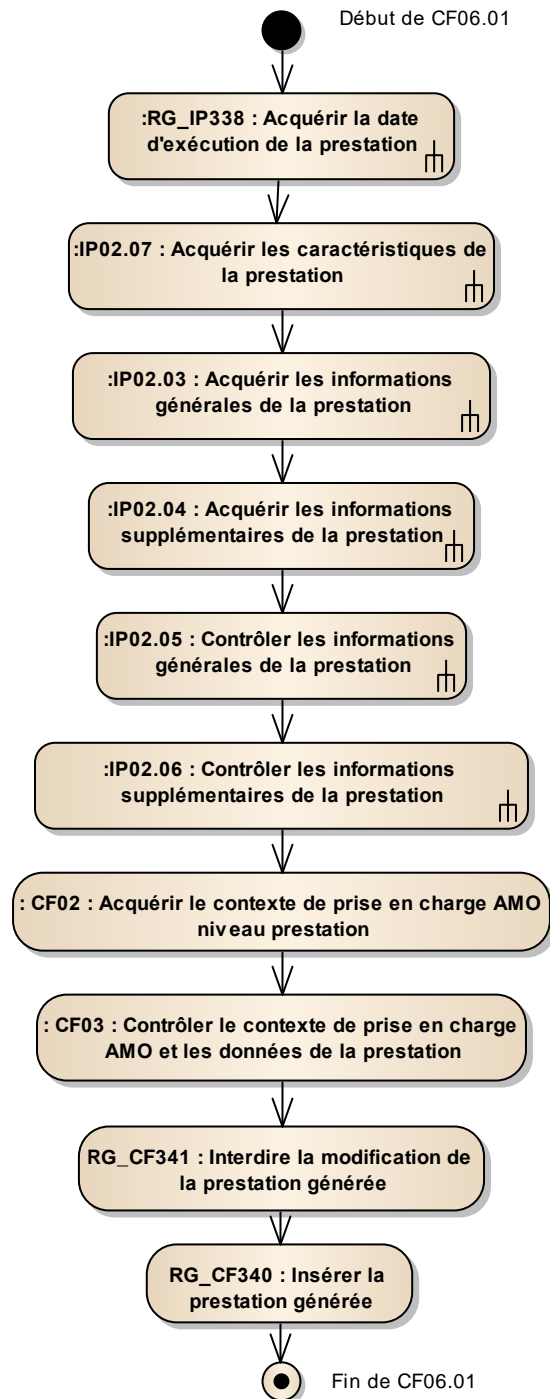 Début de CF06.01
:RG_IP338 : Acquérir la date
d'exécution de la prestation
:IP02.07 : Acquérir les caractéristiques de
la prestation
:IP02.03 : Acquérir les informations
générales de la prestation
:IP02.04 : Acquérir les informations
supplémentaires de la prestation
:IP02.05 : Contrôler les informations
générales de la prestation
:IP02.06 : Contrôler les informations
supplémentaires de la prestation
: CF02 : Acquérir le contexte de prise en charge AMO
niveau prestation
: CF03 : Contrôler le contexte de prise en charge
AMO et les données de la prestation
RG_CF341 : Interdire la modification de
la prestation générée
RG_CF340 : Insérer la
prestation générée
Fin de CF06.01